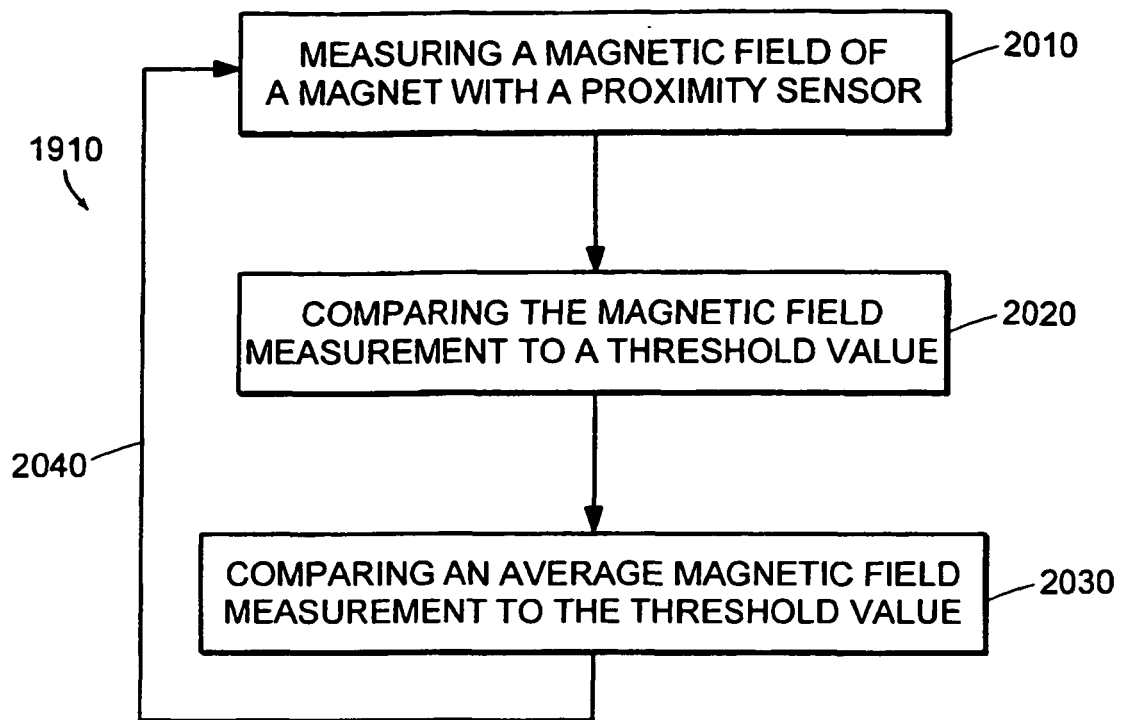 MEASURING A MAGNETIC FIELD OF
A MAGNET WITH A PROXIMITY SENSOR
2010
1910
COMPARING THE MAGNETIC FIELD
MEASUREMENT TO A THRESHOLD VALUE
2020
2040
COMPARING AN AVERAGE MAGNETIC FIELD
MEASUREMENT TO THE THRESHOLD VALUE
2030